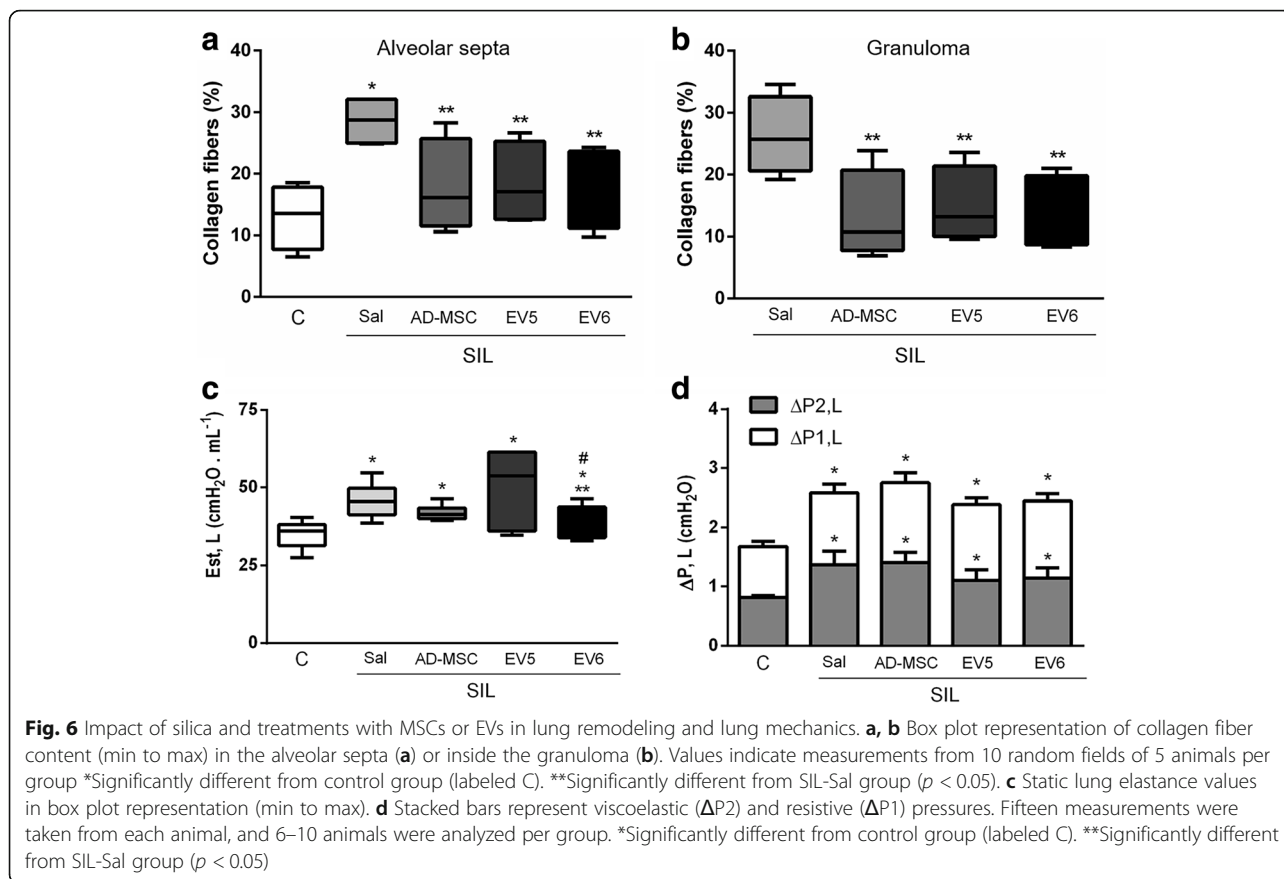 a
Alveolar septa
Collagen fibers (%)
40
30
20
10
0
*
**
**
**
C
Sal
AD-MSC
EV5
EV6
SIL
b
Granuloma
Collagen fibers (%)
40
30
20
10
0
**
**
**
Sal
AD-MSC
EV5
EV6
SIL
c
Est, L (cmH₂O . mL⁻¹)
75
50
25
0
*
*
*
#
*
**
C
Sal
AD-MSC
EV5
EV6
SIL
d
ΔP2,L
ΔP1,L
ΔP, L (cmH₂O)
4
3
2
1
0
*
*
*
*
*
*
*
*
C
Sal
AD-MSC
EV5
EV6
SIL
Fig. 6 Impact of silica and treatments with MSCs or EVs in lung remodeling and lung mechanics. a, b Box plot representation of collagen fiber
content (min to max) in the alveolar septa (a) or inside the granuloma (b). Values indicate measurements from 10 random fields of 5 animals per
group *Significantly different from control group (labeled C). **Significantly different from SIL-Sal group (p < 0.05). c Static lung elastance values
in box plot representation (min to max). d Stacked bars represent viscoelastic (ΔP2) and resistive (ΔP1) pressures. Fifteen measurements were
taken from each animal, and 6–10 animals were analyzed per group. *Significantly different from control group (labeled C). **Significantly different
from SIL-Sal group (p < 0.05)